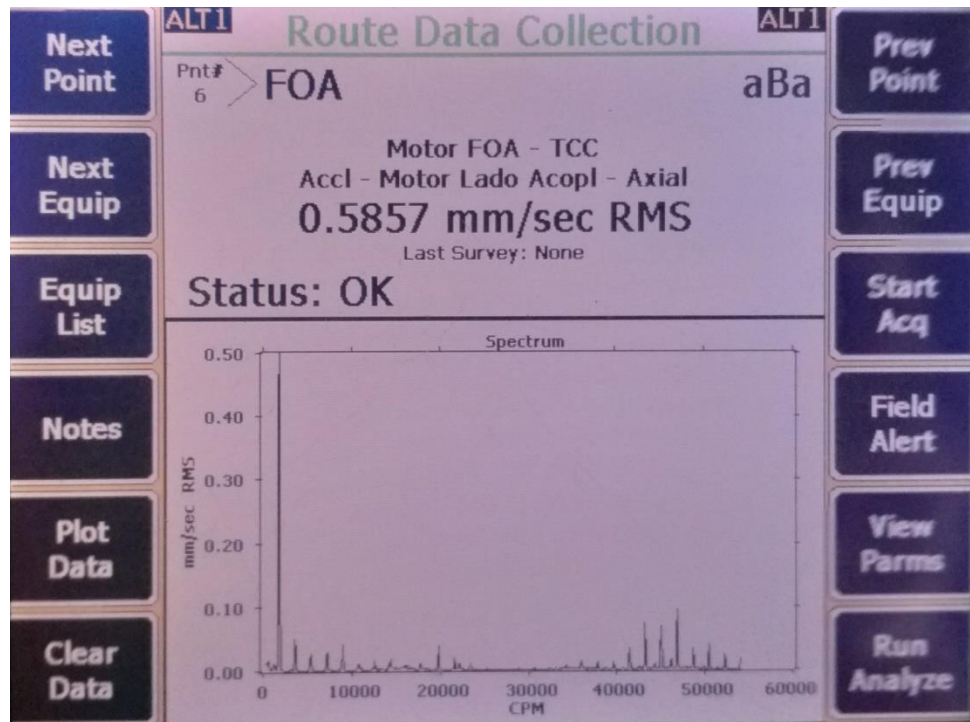 Next
Point
Next
Equip
Equip
List
Notes
Plot
Data
Clear
Data
ALT1
Route Data Collection
ALT1
Pnt#
6
FOA
aBa
Motor FOA - TCC
Accl - Motor Lado Acopl - Axial
0.5857 mm/sec RMS
Last Survey: None
Status: OK
Spectrum
mm/sec RMS
0.50
0.40
0.30
0.20
0.10
0.00
0 10000 20000 30000 40000 50000 60000
CPM
Prev
Point
Prev
Equip
Start
Acq
Field
Alert
View
Parms
Run
Analyze